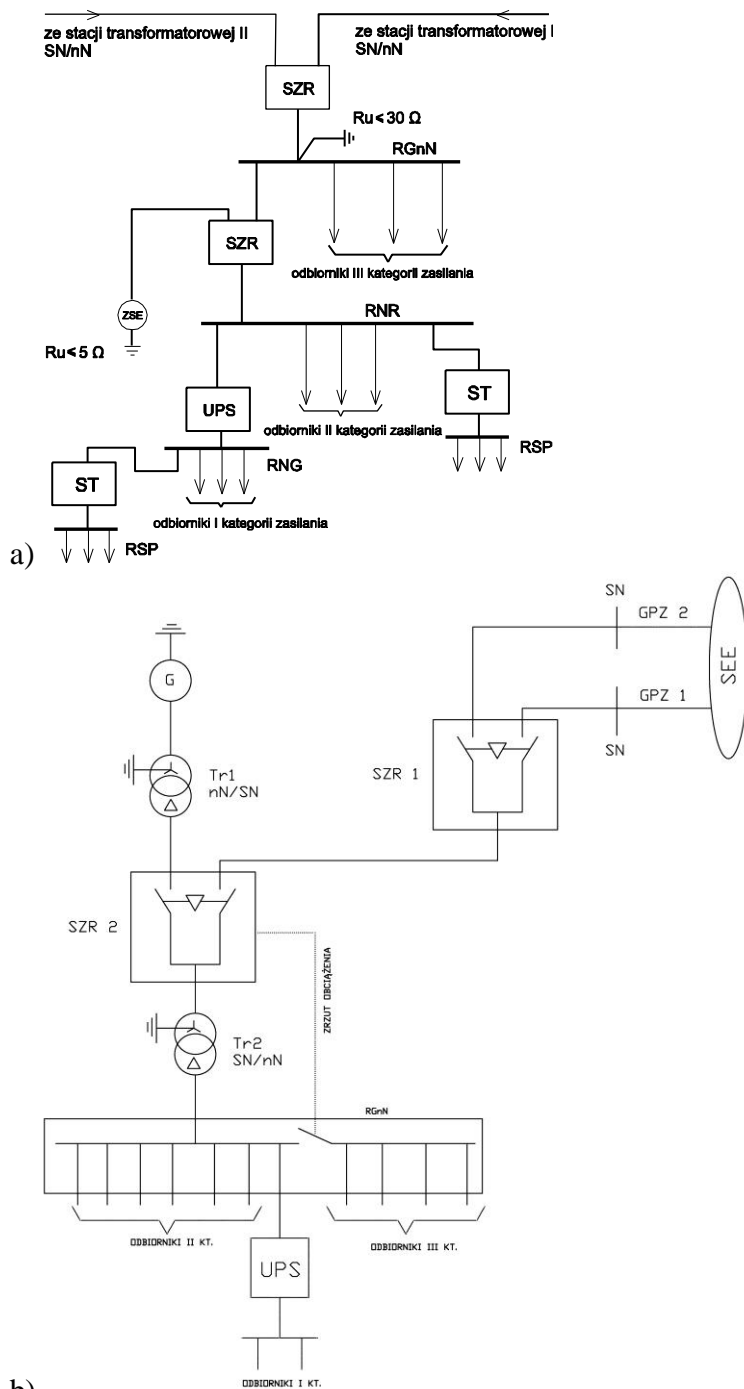 ze stacji transformatorowej II
SN/nN
ze stacji transformatorowej I
SN/nN
SZR
Ru≤30 Ω
RGnN
SZR
odbiorniki III kategorii zasilania
ZSE
RNR
Ru≤5 Ω
UPS
ST
odbiorniki II kategorii zasilania
RSP
RNG
ST
odbiorniki I kategorii zasilania
RSP
a)
SN
GPZ 2
SEE
GPZ 1
SN
G
Tr1
nN/SN
SZR 1
SZR 2
ZRZUT OBCIĄŻENIA
Tr2
SN/nN
RGnN
ODBIORNIKI II KT.
ODBIORNIKI III KT.
UPS
ODBIORNIKI I KT.
b)